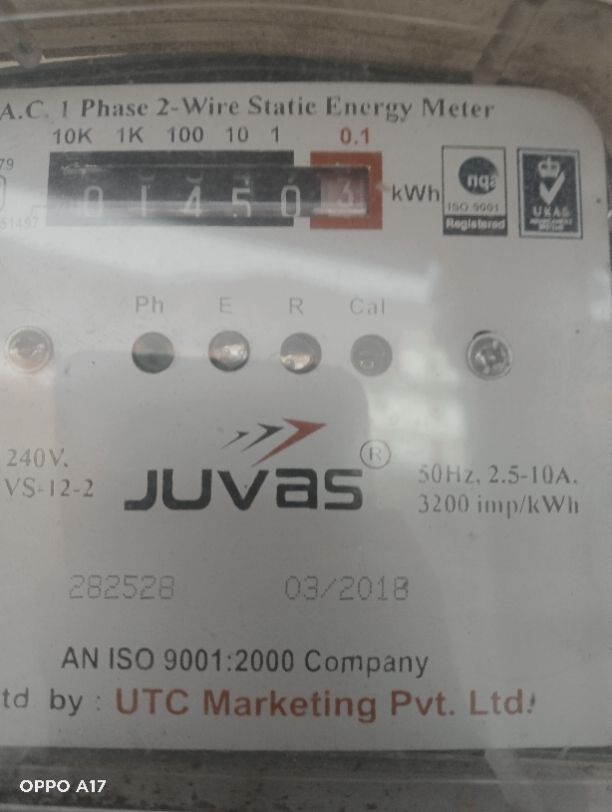 A.C. 1 Phase 2-Wire Static Energy Meter
10K 1K 100 10 1 0.1
79
0 1 4 5 0 3 kWh
nqa
ISO 9001
Registered
UKAS
Ph E R Cal
240V.
VS-12-2
JUVAS ®
50Hz, 2.5-10A.
3200 imp/kWh
282528 03/2018
AN ISO 9001:2000 Company
td by : UTC Marketing Pvt. Ltd.
OPPO A17